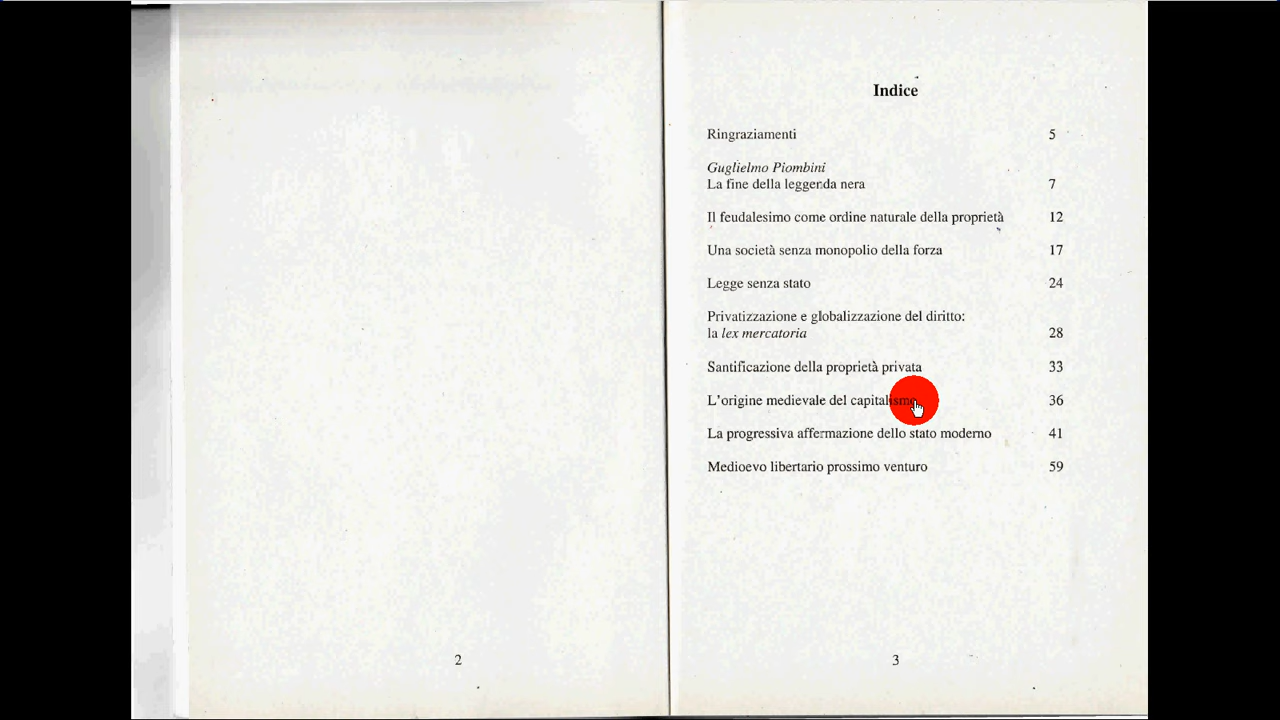 Indice
Ringraziamenti 5
Guglielmo Piombini
La fine della leggenda nera 7
Il feudalesimo come ordine naturale della proprietà 12
Una società senza monopolio della forza 17
Legge senza stato 24
Privatizzazione e globalizzazione del diritto:
la lex mercatoria 28
Santificazione della proprietà privata 33
L'origine medievale del capitalismo 36
La progressiva affermazione dello stato moderno 41
Medioevo libertario prossimo venturo 59
2
3